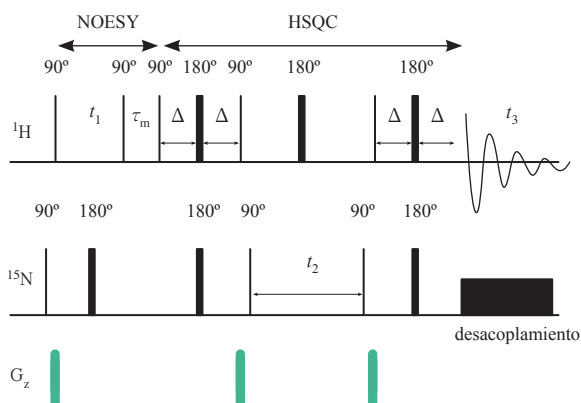 NOESY HSQC
90º 90º 90º 180º 90º 180º 180º
¹H t₁ τₘ Δ Δ Δ Δ t₃
90º 180º 180º 90º 90º 180º
¹⁵N t₂
desacoplamiento
G_z